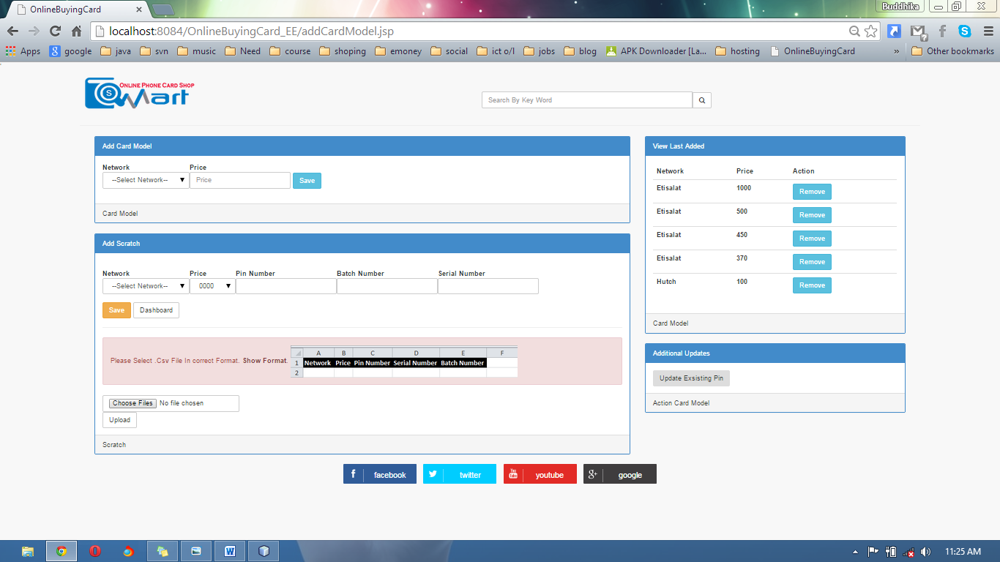 Buddhika
OnlineBuyingCard
localhost:8084/OnlineBuyingCard_EE/addCardModel.jsp
Apps google java svn music Need course shoping emoney social ict o/l jobs blog APK Downloader [La... hosting OnlineBuyingCard » Other bookmarks
Online Phone Card Shop
Mart
Search By Key Word
Add Card Model
Network Price
--Select Network-- Price Save
Card Model
Add Scratch
Network Price Pin Number Batch Number Serial Number
--Select Network-- 0000
Save Dashboard
Please Select .Csv File In correct Format. Show Format.
A B C D E F
1 Network Price Pin Number Serial Number Batch Number
2
Choose Files No file chosen
Upload
Scratch
View Last Added
Network Price Action
Etisalat 1000 Remove
Etisalat 500 Remove
Etisalat 450 Remove
Etisalat 370 Remove
Hutch 100 Remove
Card Model
Additional Updates
Update Exsisting Pin
Action Card Model
facebook twitter youtube google
11:25 AM